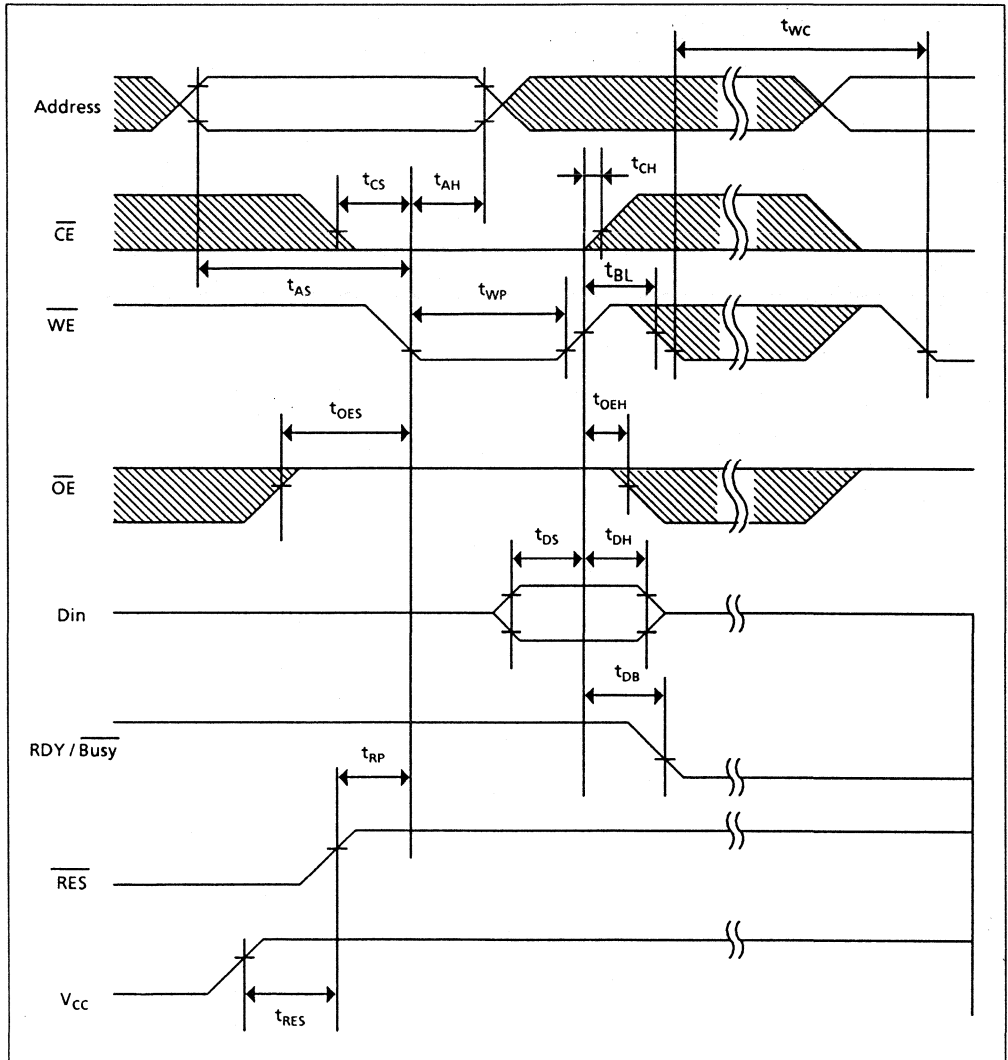 tWC
Address
tCS
tAH
tCH
CE
tAS
tWP
tBL
WE
tOES
tOEH
OE
tDS
tDH
Din
tDB
RDY / Busy
tRP
RES
VCC
tRES